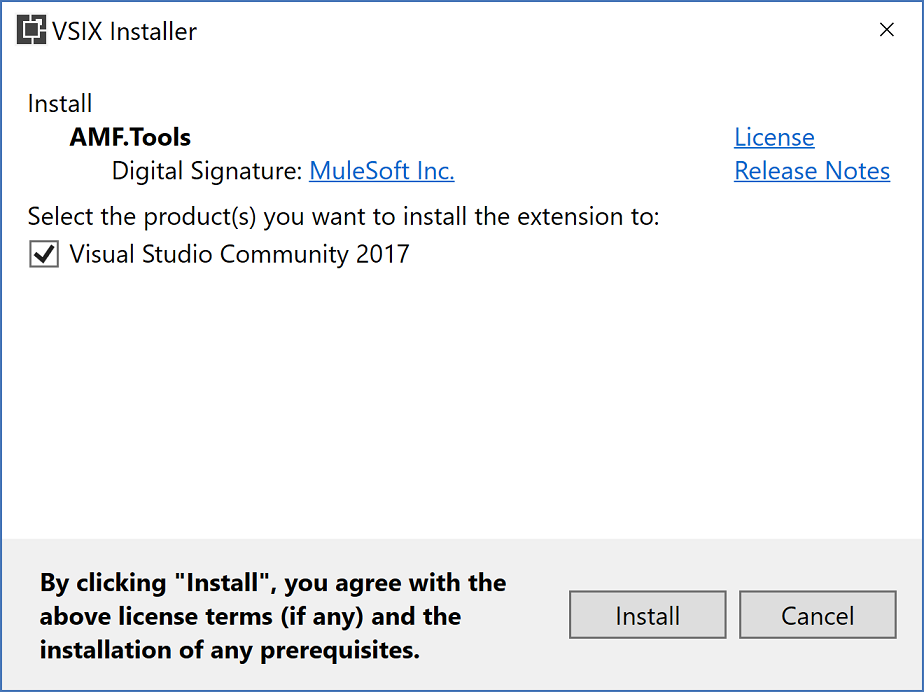 VSIX Installer
Install
AMF.Tools
License
Digital Signature: MuleSoft Inc.
Release Notes
Select the product(s) you want to install the extension to:
Visual Studio Community 2017
By clicking "Install", you agree with the
above license terms (if any) and the
installation of any prerequisites.
Install
Cancel